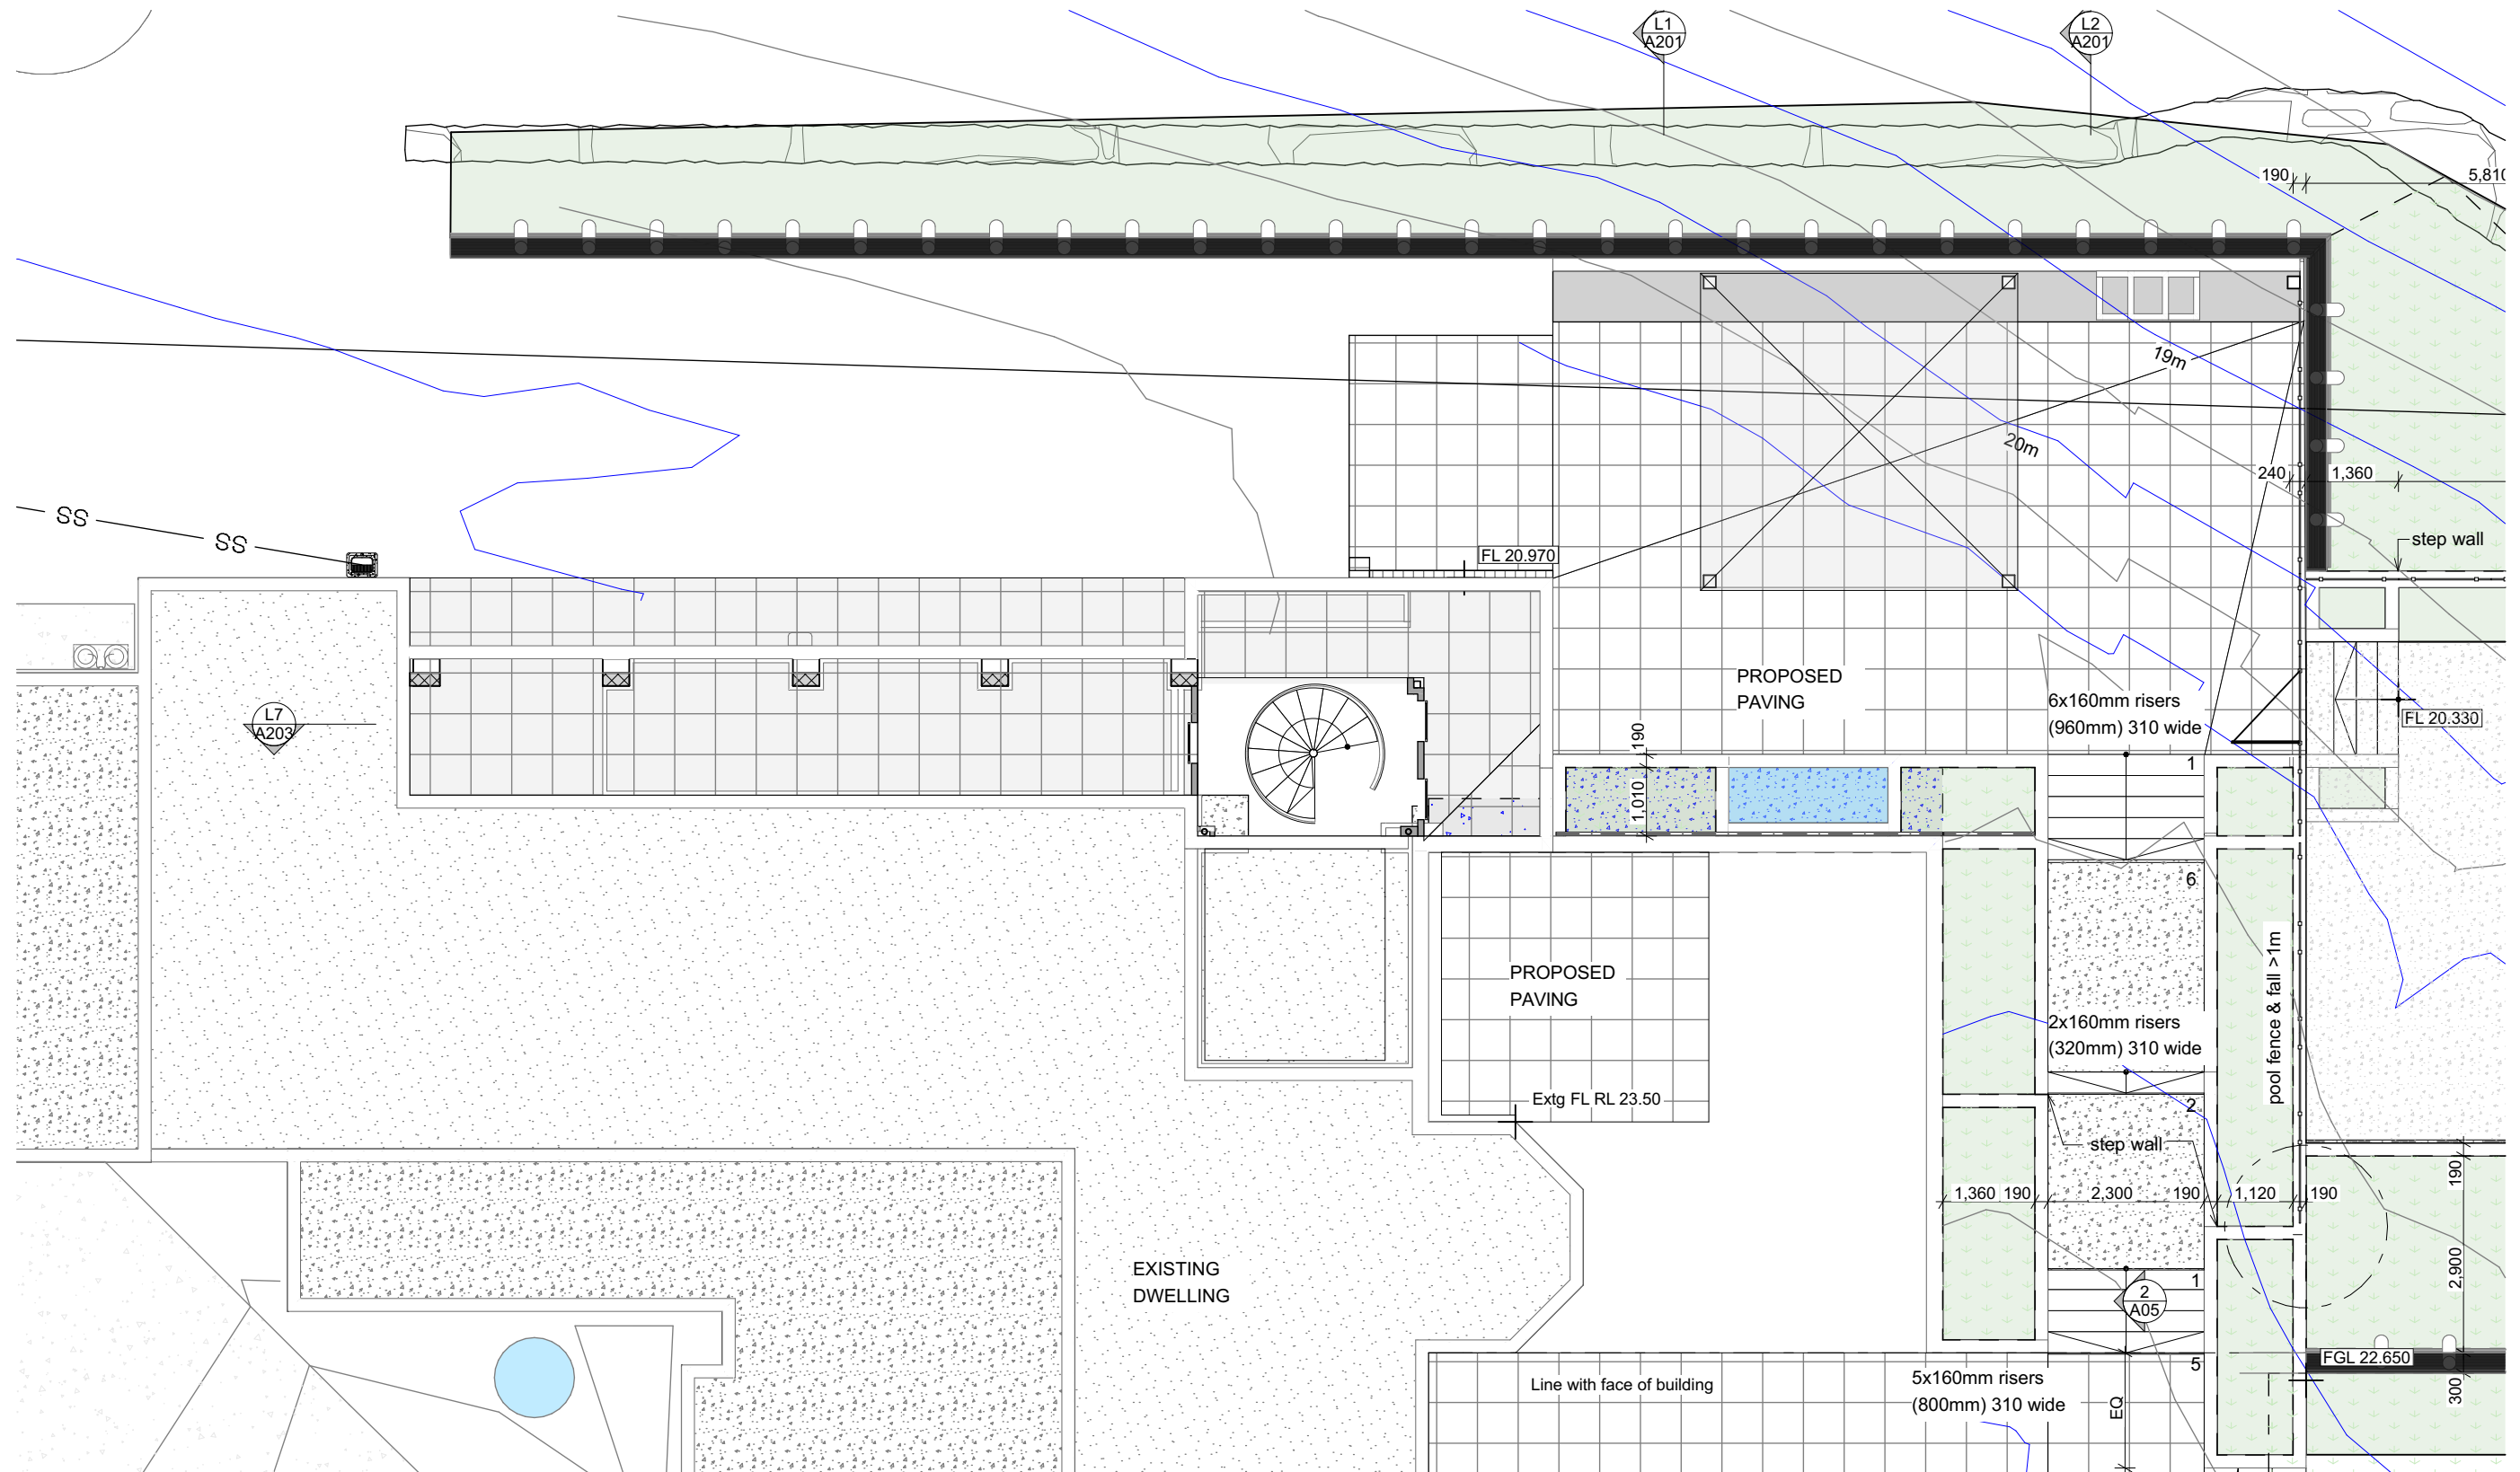 L1
A201
L2
A201
190
5,810
19m
20m
240
1,360
SS
SS
FL 20.970
step wall
L7
A203
PROPOSED
PAVING
190
1,010
6x160mm risers
(960mm) 310 wide
FL 20.330
1
6
PROPOSED
PAVING
pool fence & fall >1m
2x160mm risers
(320mm) 310 wide
Extg FL RL 23.50
2
step wall
1,360
190
2,300
190
1,120
190
190
2,900
EXISTING
DWELLING
1
2
A05
FGL 22.650
5
300
Line with face of building
5x160mm risers
(800mm) 310 wide
EQ